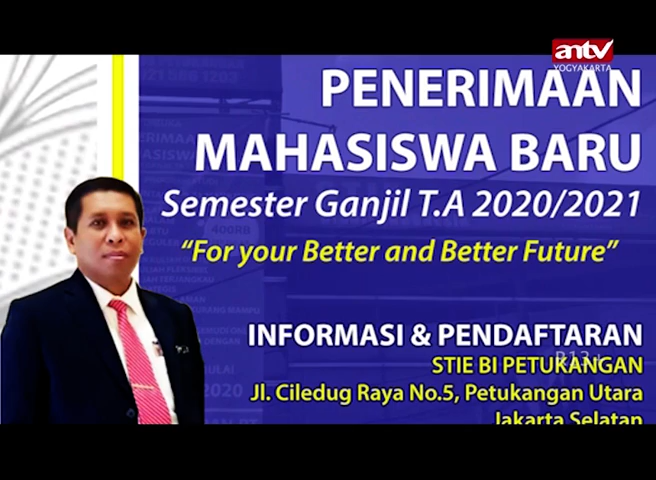 antv
YOGYAKARTA
PENERIMAAN
MAHASISWA BARU
Semester Ganjil T.A 2020/2021
“For your Better and Better Future”
INFORMASI & PENDAFTARAN
STIE BI PETUKANGAN
R13+
Jl. Ciledug Raya No.5, Petukangan Utara
Jakarta Selatan